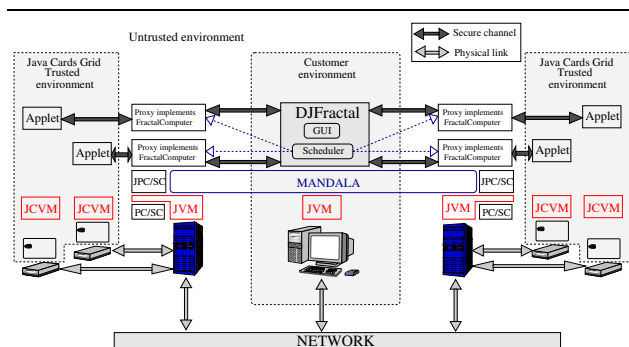 Secure channel
Physical link
Untrusted environment
Java Cards Grid
Trusted
environment
Customer
environment
Java Cards Grid
Trusted
environment
Applet
Proxy implements
FractalComputer
DJFractal
GUI
Scheduler
Proxy implements
FractalComputer
Applet
Applet
Proxy implements
FractalComputer
Proxy implements
FractalComputer
Applet
JPC/SC
MANDALA
JPC/SC
JCVM
JCVM
PC/SC
JVM
JVM
JVM
PC/SC
JCVM
JCVM
NETWORK